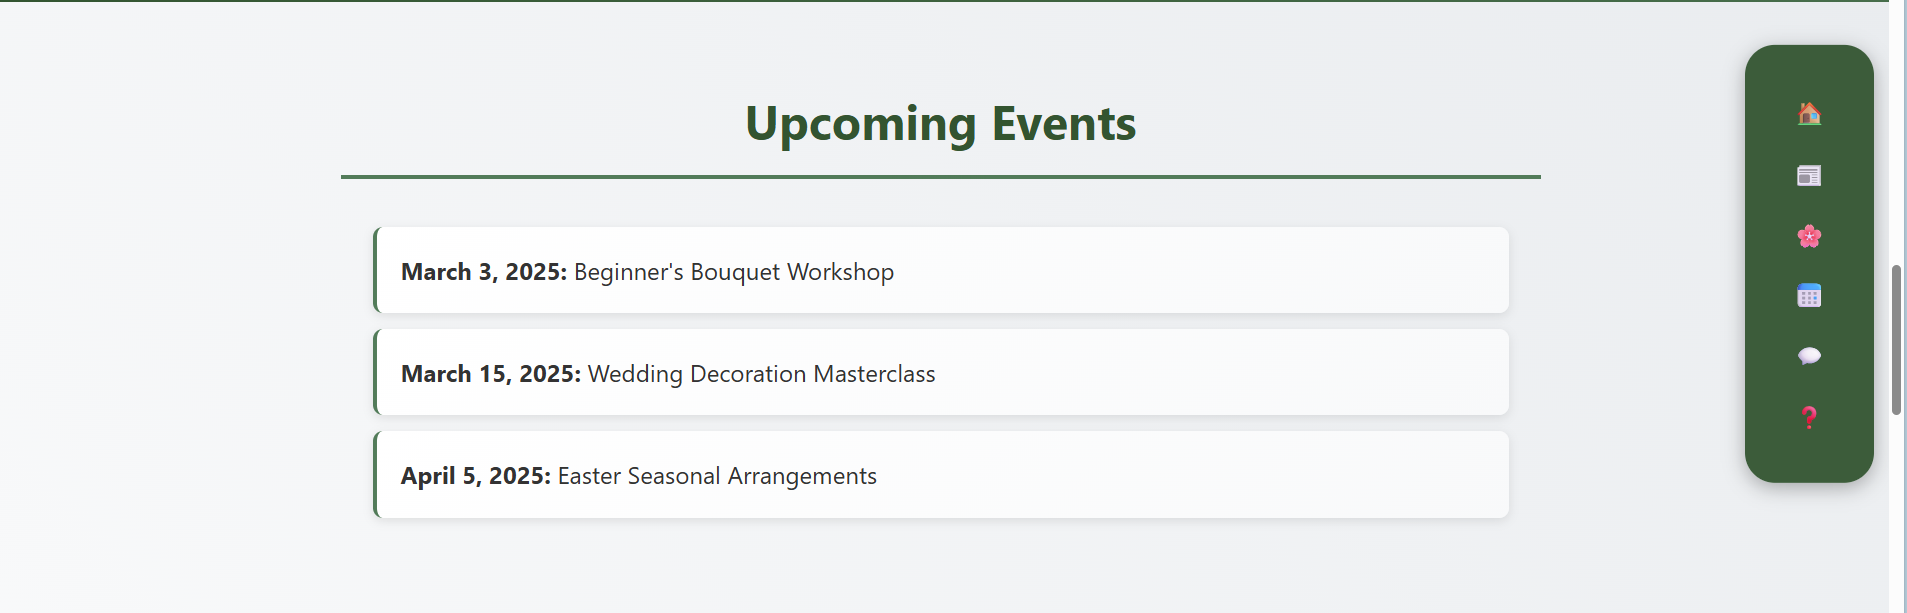 Upcoming Events
March 3, 2025: Beginner's Bouquet Workshop
March 15, 2025: Wedding Decoration Masterclass
April 5, 2025: Easter Seasonal Arrangements